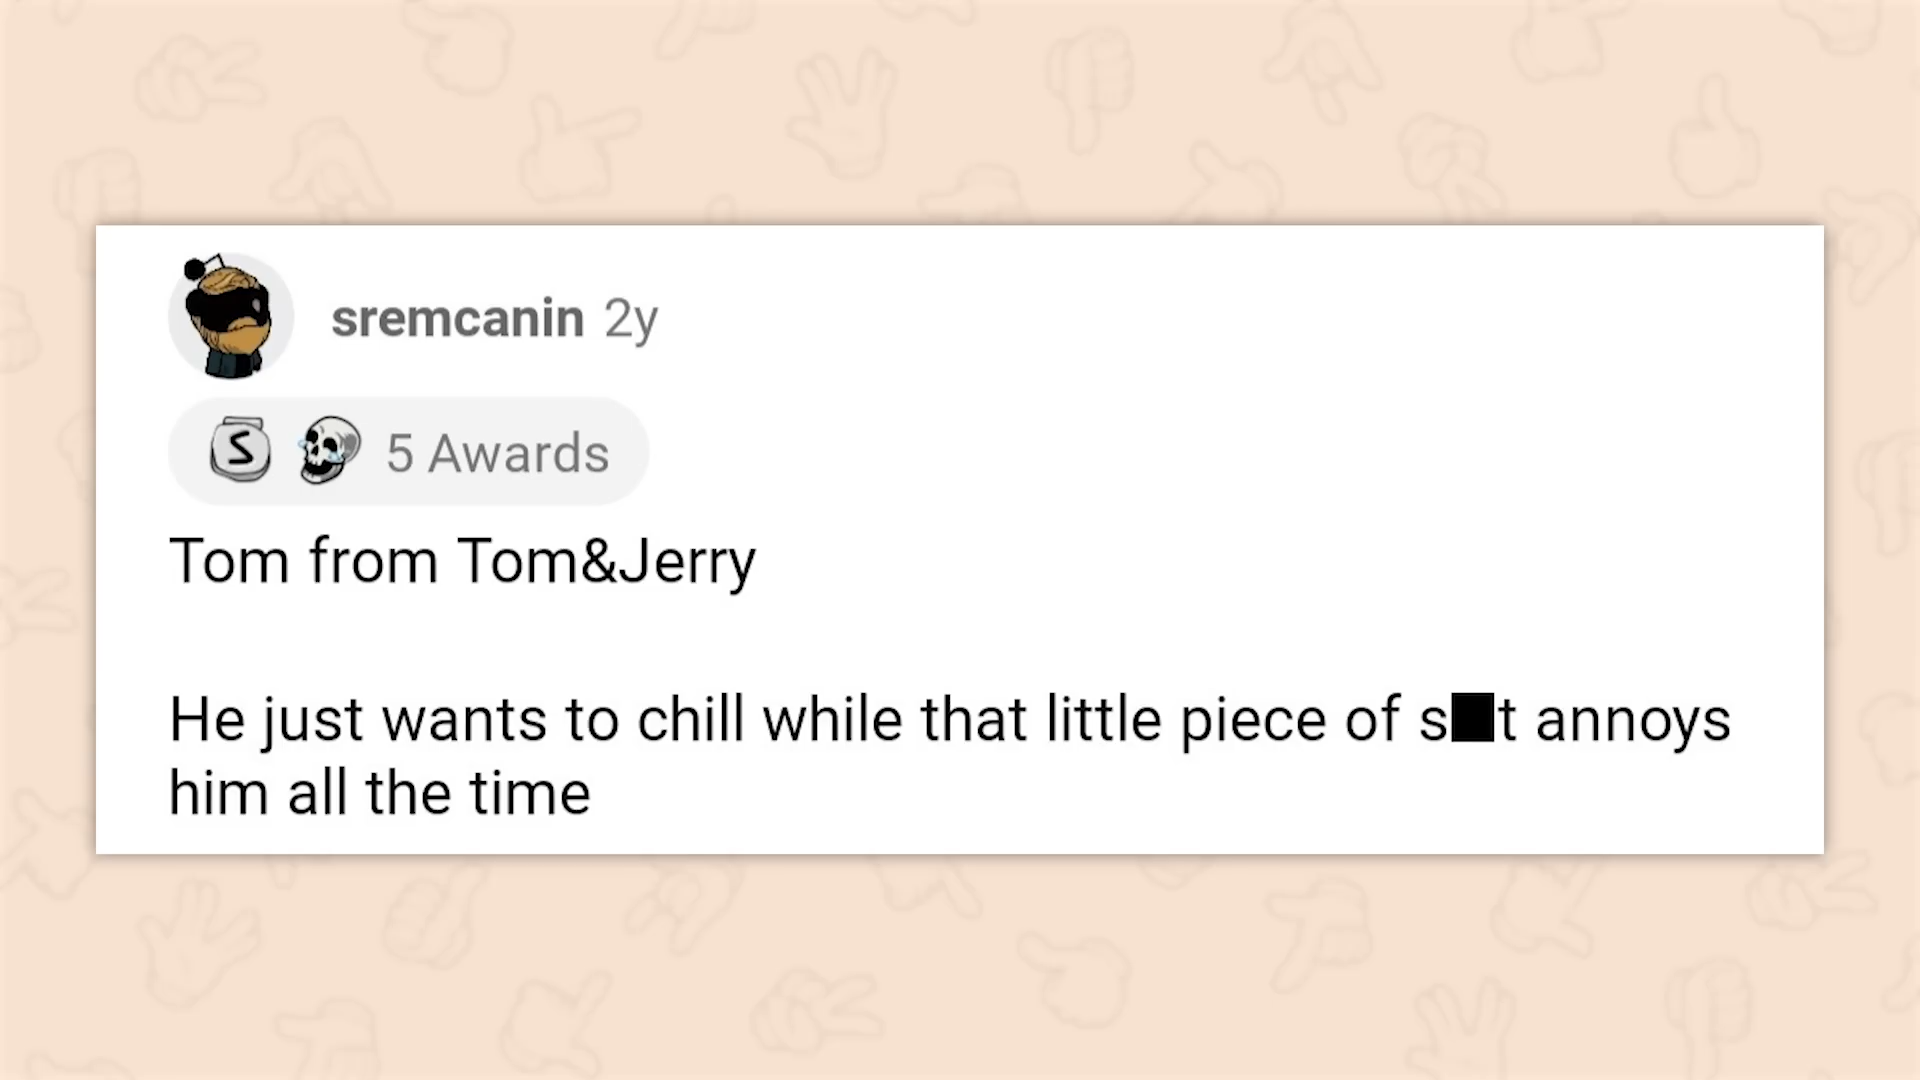 sremcanin 2y
S 5 Awards
Tom from Tom&Jerry
He just wants to chill while that little piece of s■t annoys
him all the time